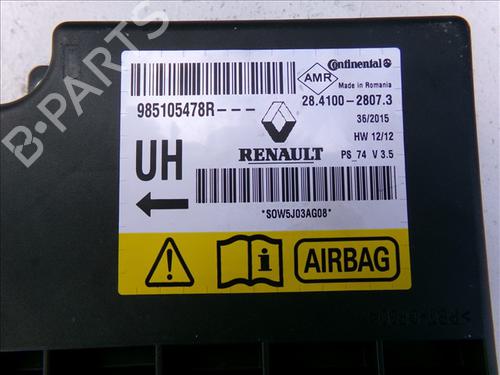 B-PARTS
Continental
AMR
Made in Romania
985105478R---
28.4100-2807.3
36/2015
HW 12/12
UH
RENAULT
PS_74 V 3.5
*SOW5J03AG08*
AIRBAG